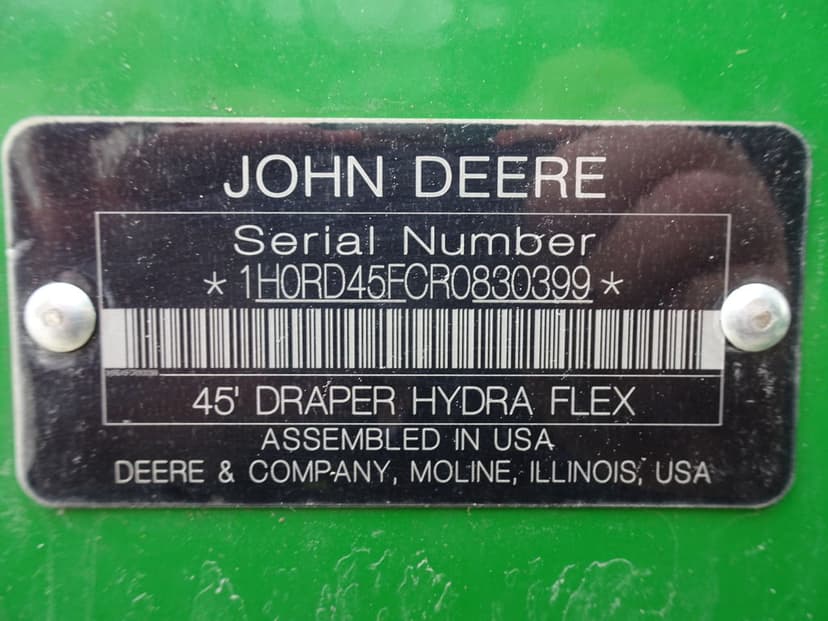 JOHN DEERE
Serial Number
*1H0RD45FCR0830399*
45' DRAPER HYDRA FLEX
ASSEMBLED IN USA
DEERE & COMPANY, MOLINE, ILLINOIS, USA